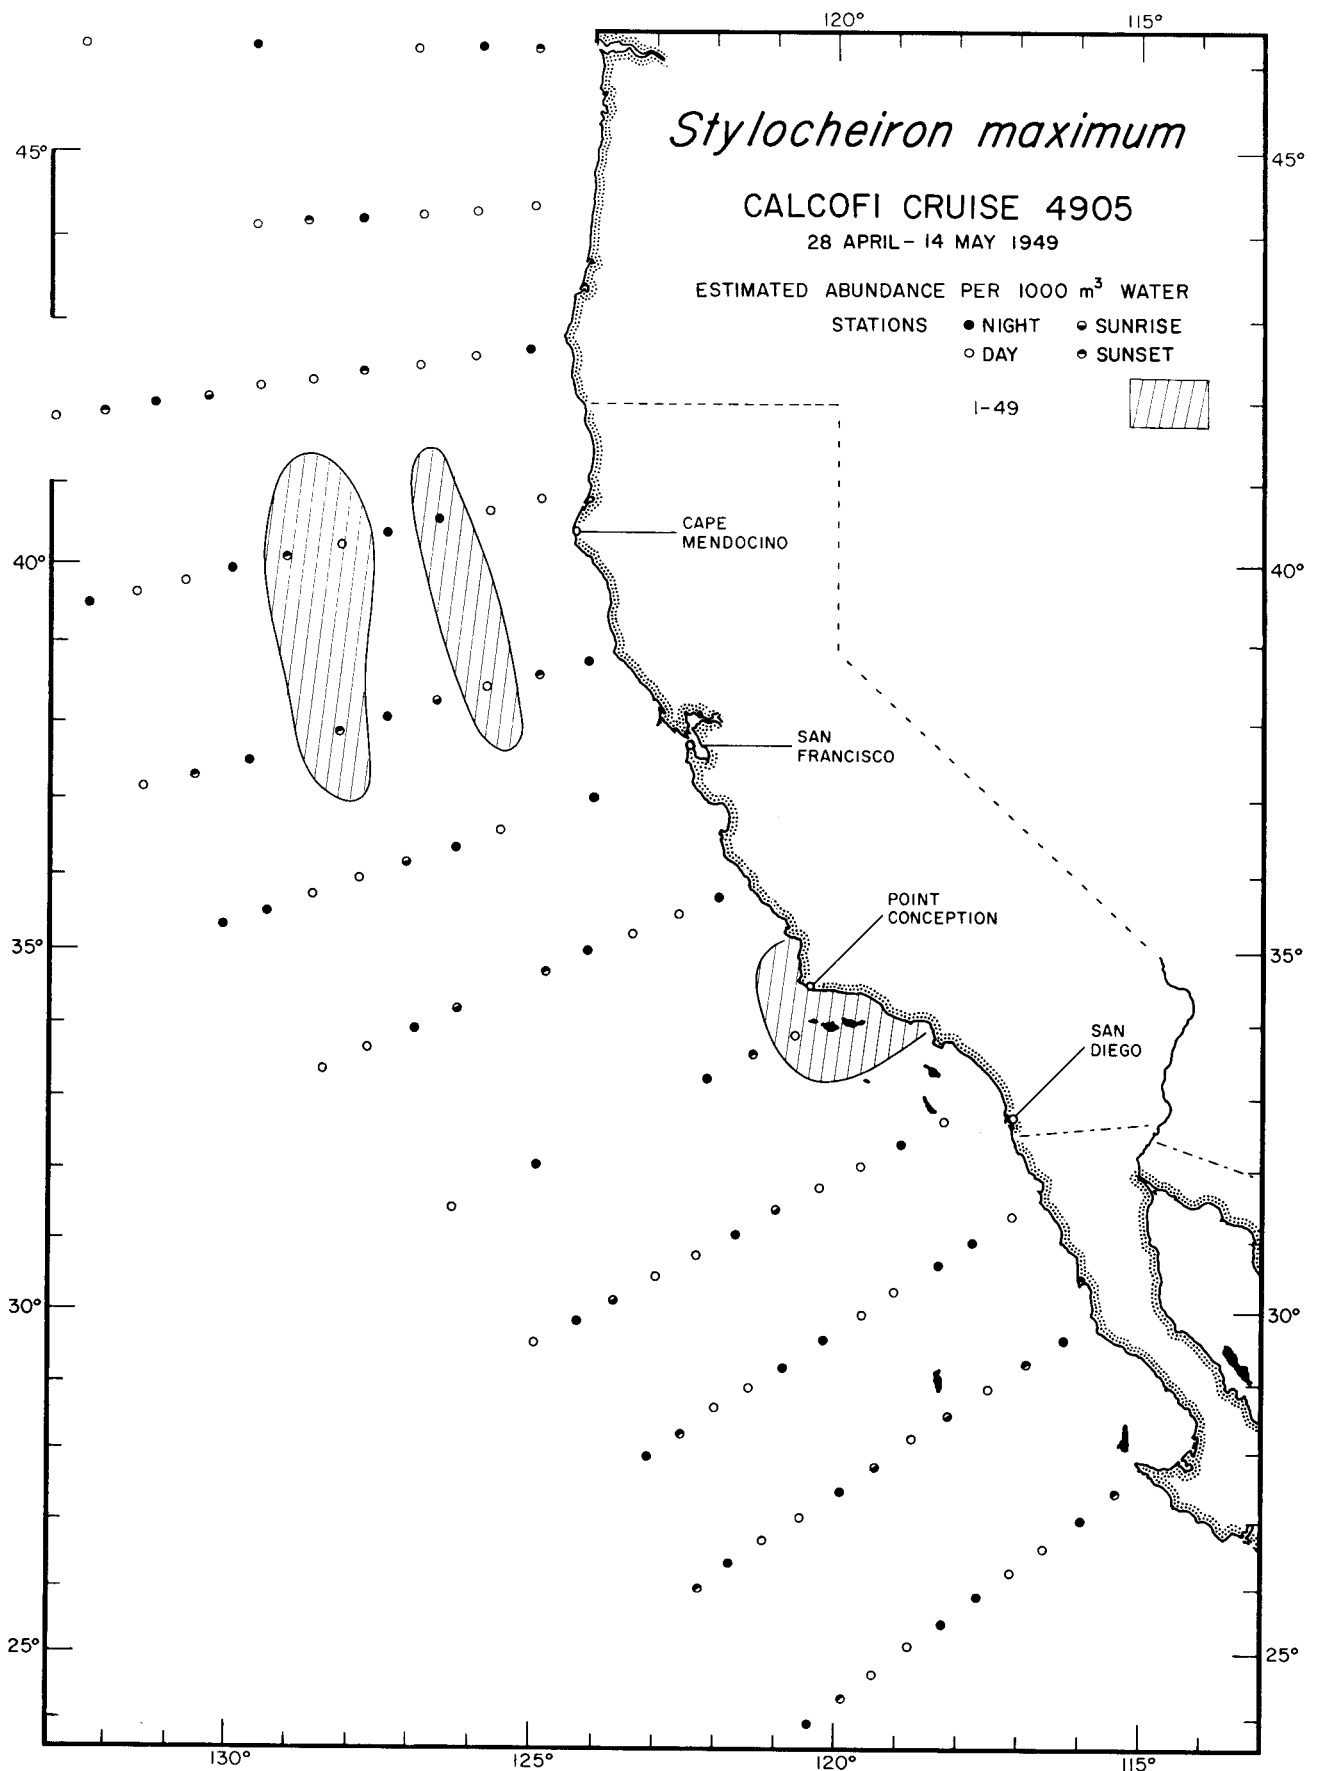 120° 115°
Stylocheiron maximum
45° 45°
CALCOFI CRUISE 4905
28 APRIL – 14 MAY 1949
ESTIMATED ABUNDANCE PER 1000 m³ WATER
STATIONS ● NIGHT ◒ SUNRISE
○ DAY ◓ SUNSET
1-49
CAPE
MENDOCINO
40° 40°
SAN
FRANCISCO
POINT
CONCEPTION
35° 35°
SAN
DIEGO
30° 30°
25° 25°
130° 125° 120° 115°